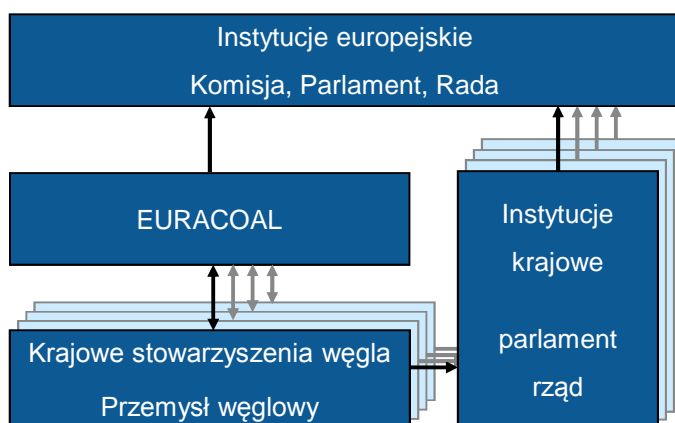 Instytucje europejskie
Komisja, Parlament, Rada
EURACOAL
Krajowe stowarzyszenia węgla
Przemysł węglowy
Instytucje
krajowe
parlament
rząd